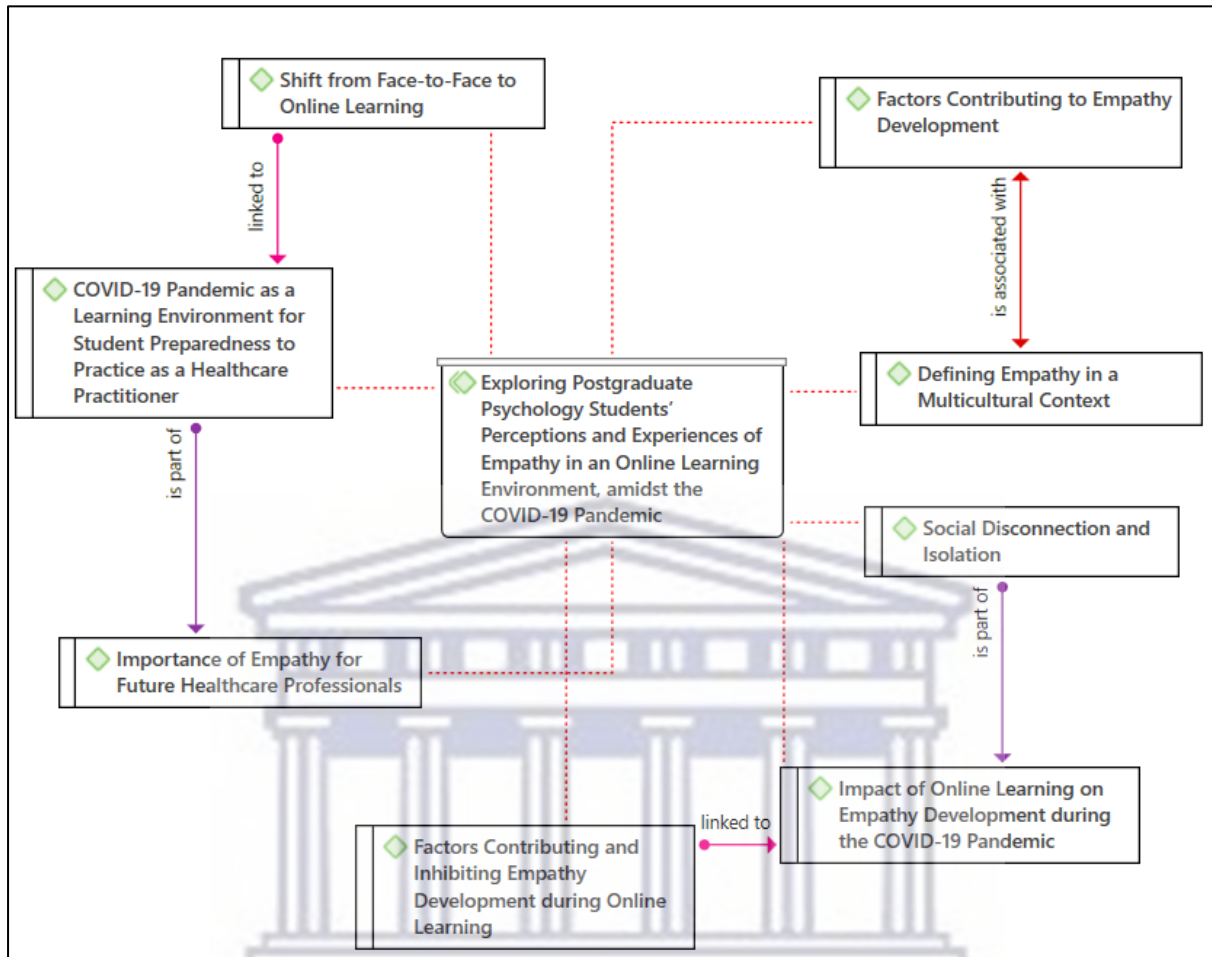 Shift from Face-to-Face to
Online Learning
Factors Contributing to Empathy
Development
linked to
is associated with
COVID-19 Pandemic as a
Learning Environment for
Student Preparedness to
Practice as a Healthcare
Practitioner
Exploring Postgraduate
Psychology Students’
Perceptions and Experiences of
Empathy in an Online Learning
Environment, amidst the
COVID-19 Pandemic
Defining Empathy in a
Multicultural Context
is part of
Social Disconnection and
Isolation
is part of
Importance of Empathy for
Future Healthcare Professionals
Impact of Online Learning on
Empathy Development during
the COVID-19 Pandemic
linked to
Factors Contributing and
Inhibiting Empathy
Development during Online
Learning